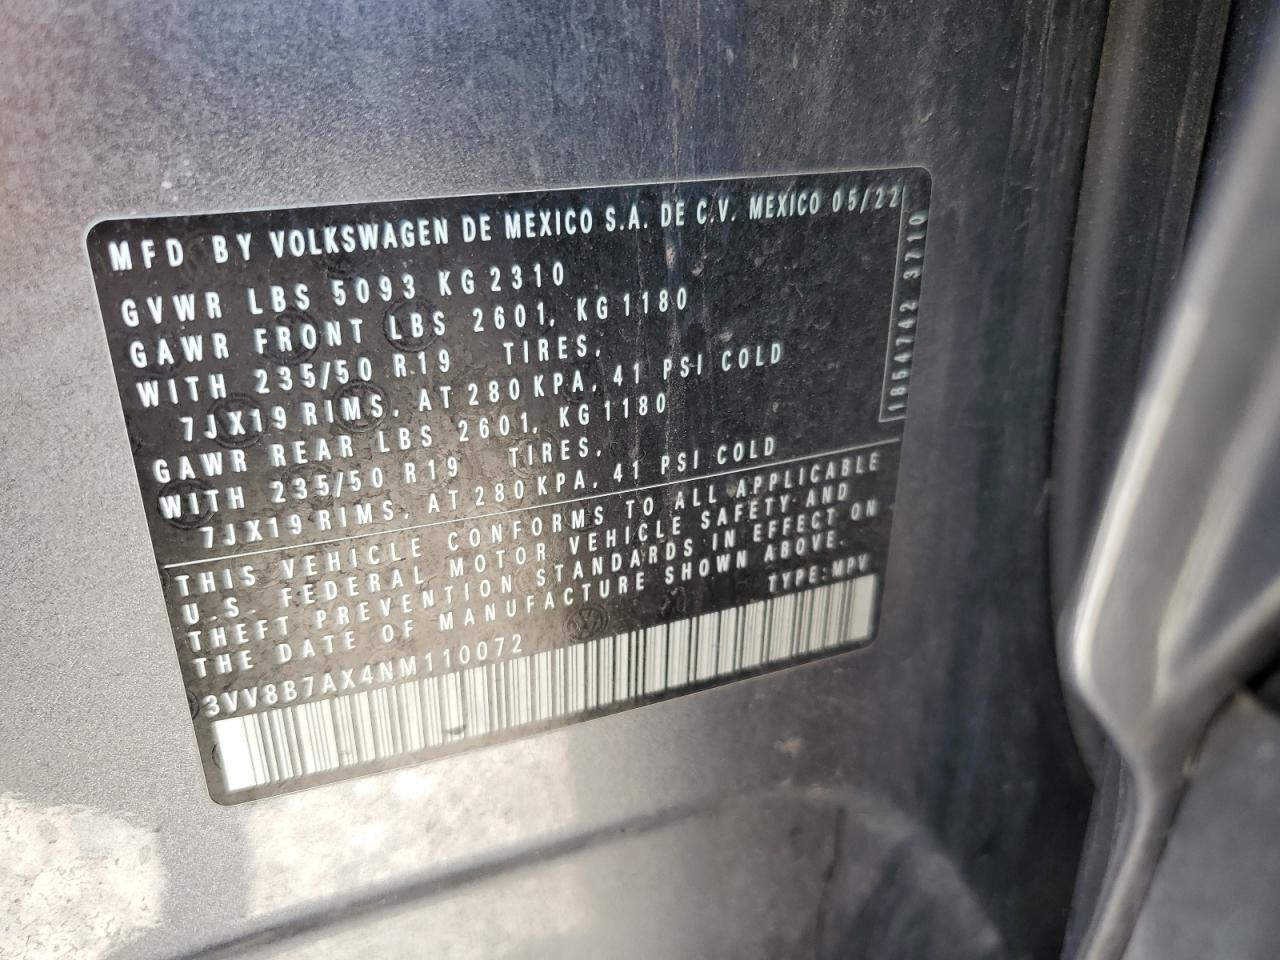 MFD BY VOLKSWAGEN DE MEXICO S.A. DE C.V. MEXICO 05/22
GVWR LBS 5093 KG 2310
GAWR FRONT LBS 2601, KG 1180
WITH 235/50 R19 TIRES,
7JX19 RIMS, AT 280 KPA, 41 PSI COLD
GAWR REAR LBS 2601, KG 1180
WITH 235/50 R19 TIRES,
7JX19 RIMS, AT 280 KPA, 41 PSI COLD
1854742 3710
THIS VEHICLE CONFORMS TO ALL APPLICABLE
U.S. FEDERAL MOTOR VEHICLE SAFETY AND
THEFT PREVENTION STANDARDS IN EFFECT ON
THE DATE OF MANUFACTURE SHOWN ABOVE.
TYPE: MPV
3VV8B7AX4NM110072